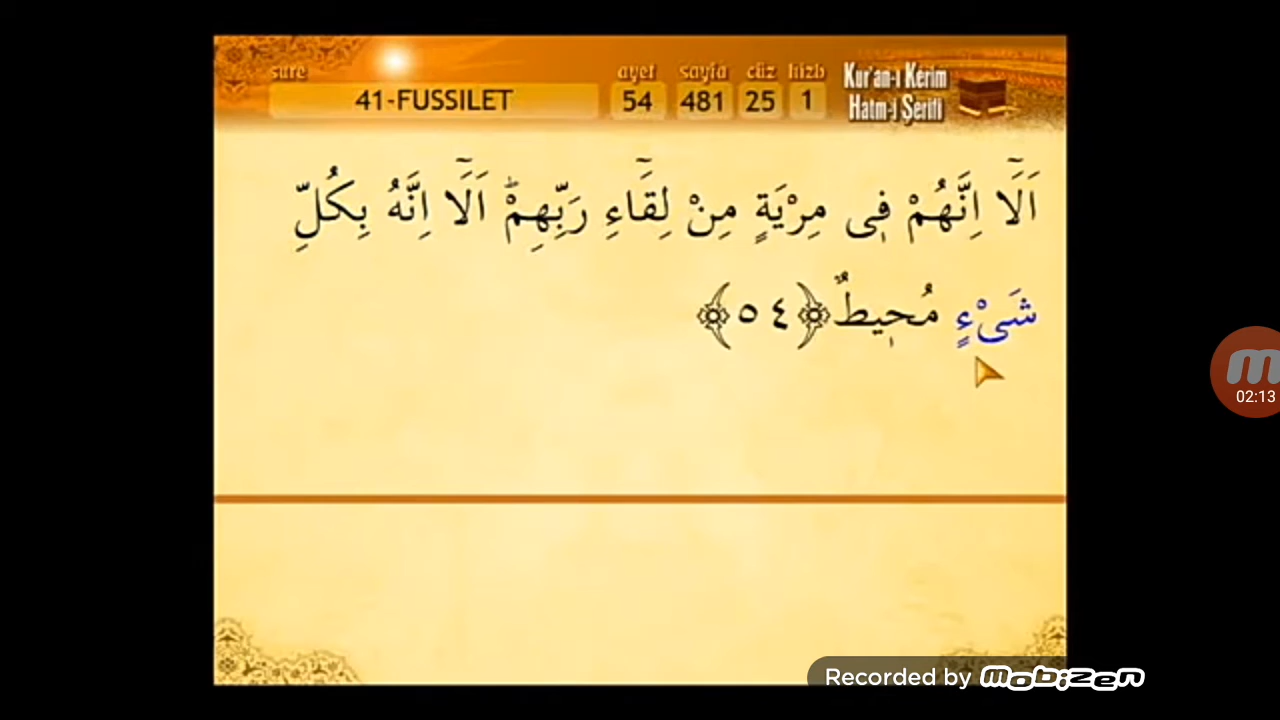 sure ayet sayfa cüz hizb
41-FUSSILET 54 481 25 1
Kur'an-ı Kerim
Hatm-i Şerifi
اَلَٓا اِنَّهُمْ ف۪ى مِرْيَةٍ مِنْ لِقَٓاءِ رَبِّهِمْۜ اَلَٓا اِنَّهُ بِكُلِّ
شَىْءٍ مُح۪يطٌ ﴿٥٤﴾
02:13
Recorded by mobizen